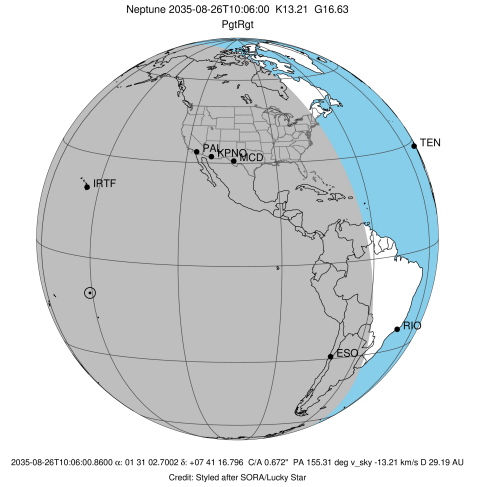 Neptune 2035-08-26T10:06:00 K13.21 G16.63
PgtRgt
TEN
PAL
KPNO
MCD
IRTF
RIO
ESO
2035-08-26T10:06:00.8600 α: 01 31 02.7002 δ: +07 41 16.796 C/A 0.672" PA 155.31 deg v_sky -13.21 km/s D 29.19 AU
Credit: Styled after SORA/Lucky Star